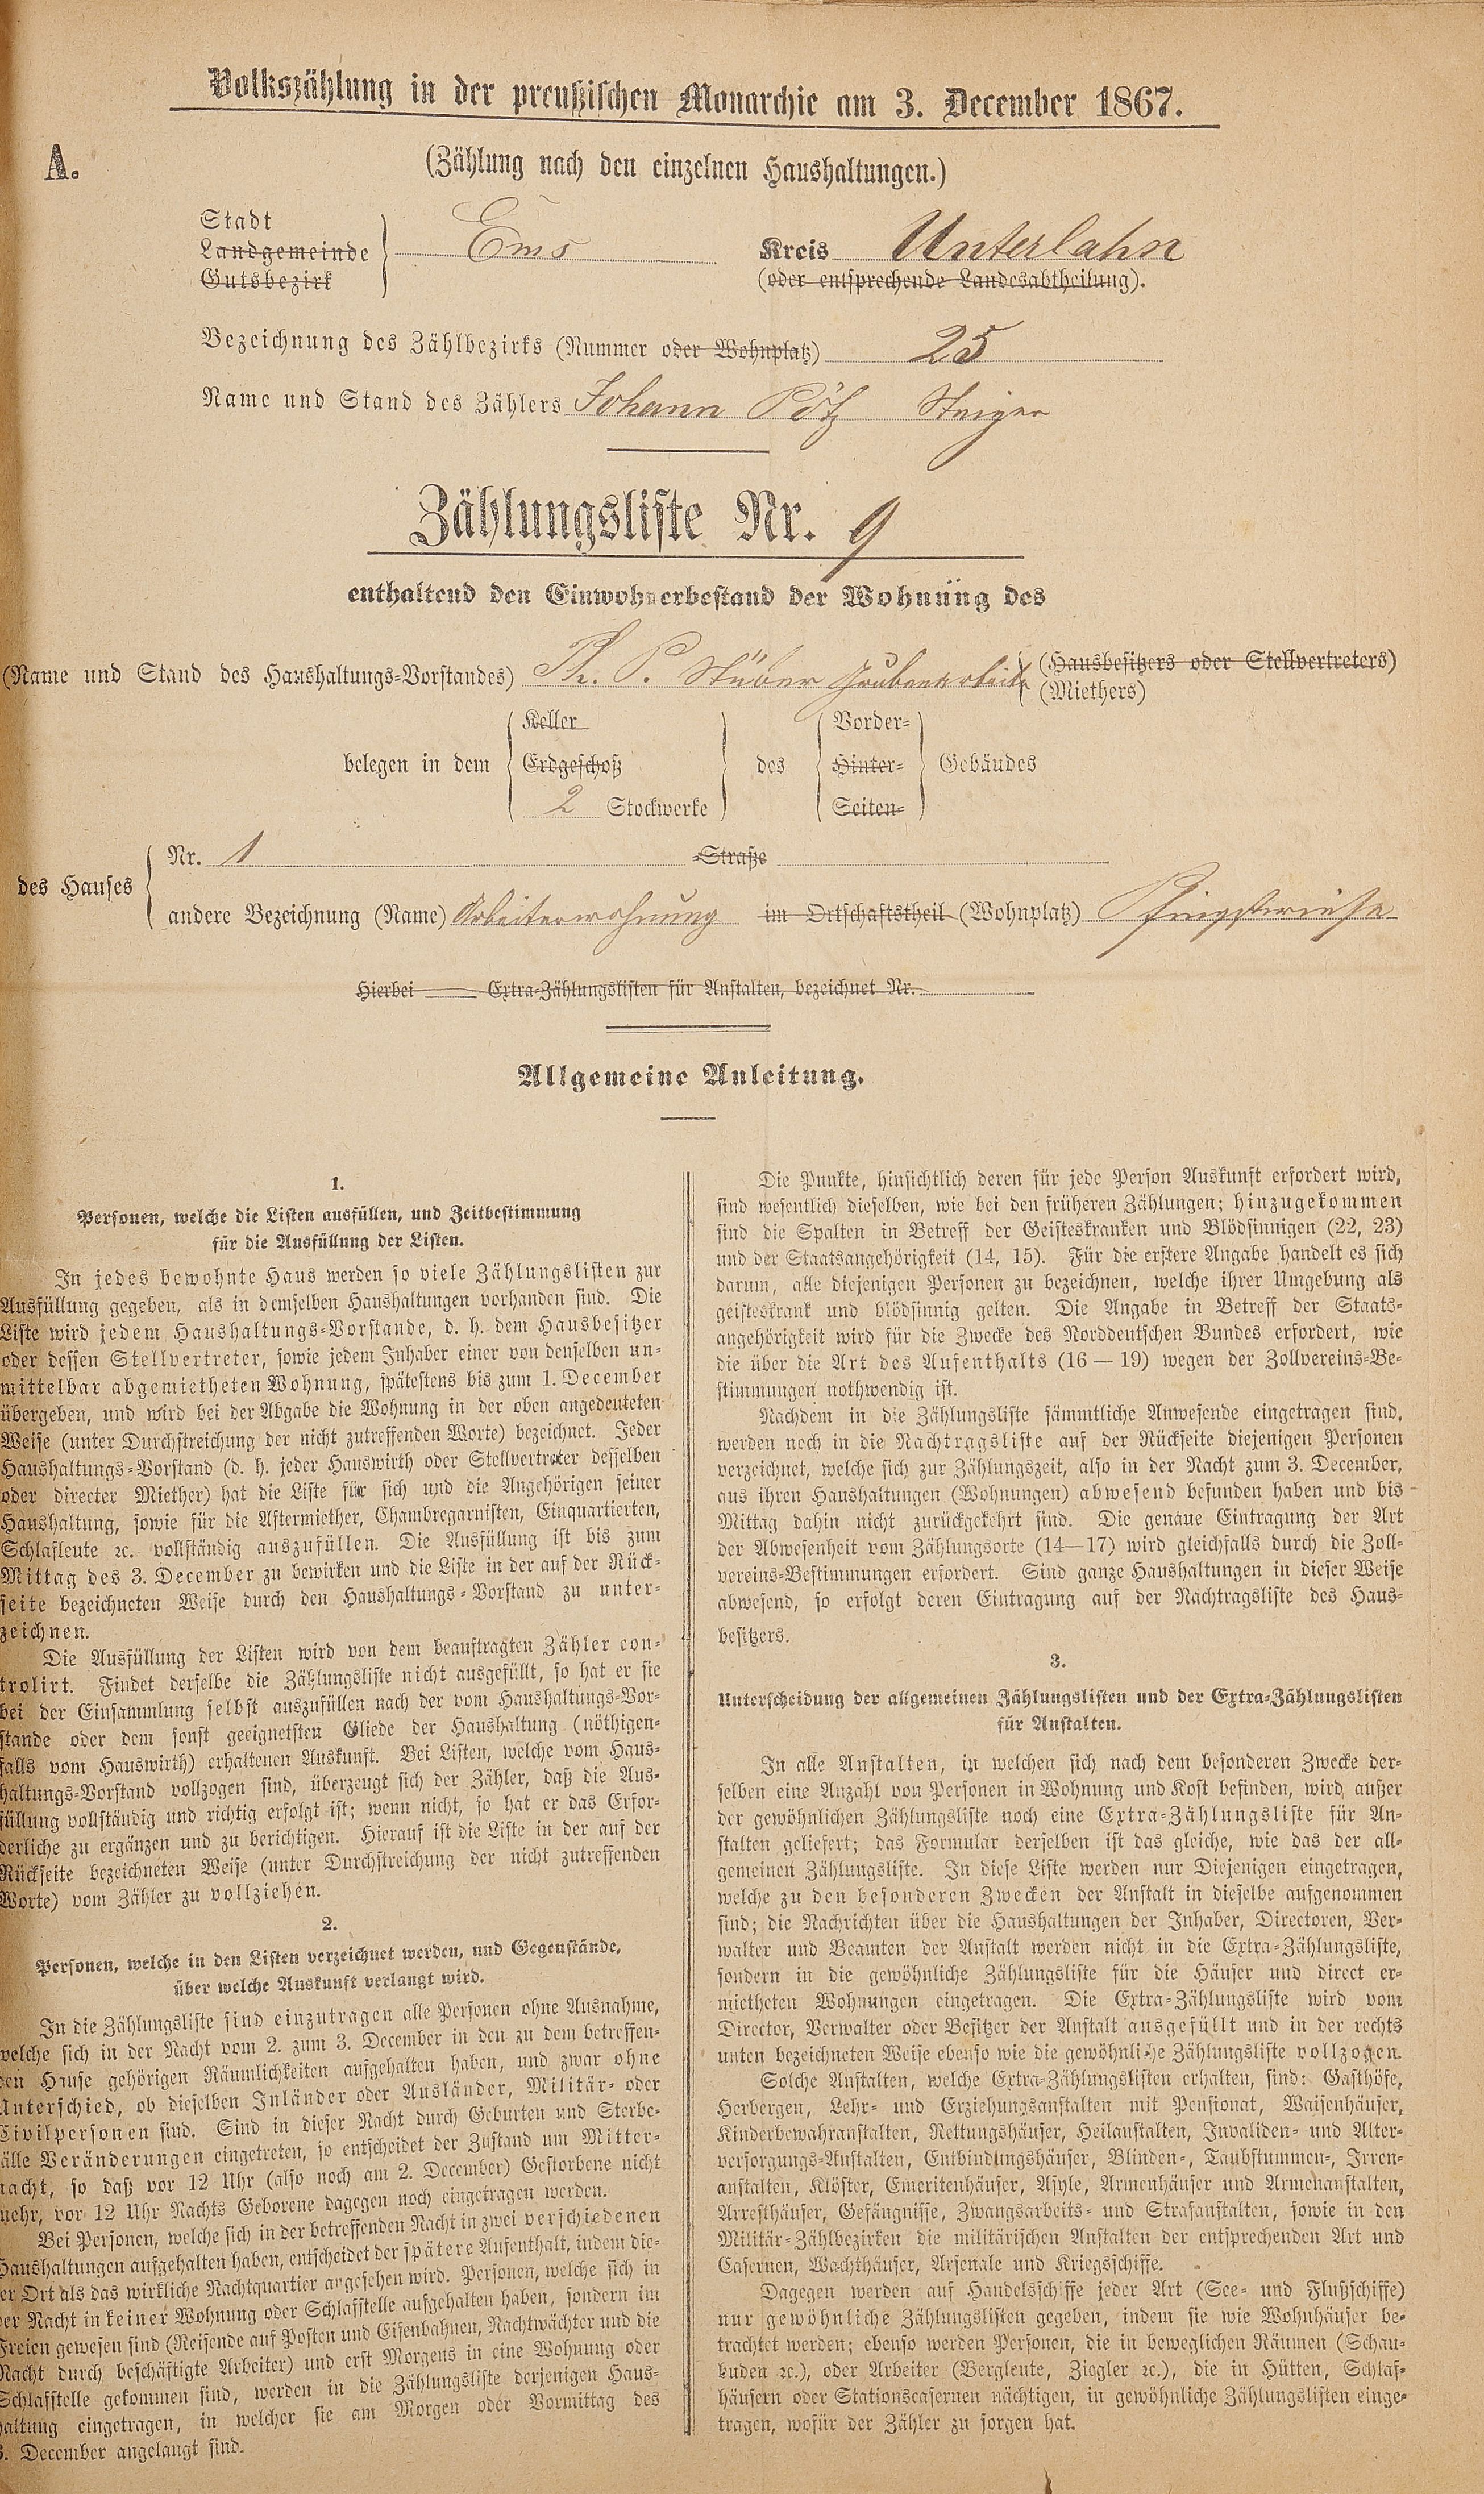 Volkszählung in der preußischen Monarchie am 3. December 1867.
A.
(Zählung nach den einzelnen Haushaltungen.)
Stadt
Landgemeinde
Gutsbezirk
Ems
Kreis Unterlahn
(oder entsprechende Landesabtheilung).
Bezeichnung des Zählbezirks (Nummer oder Wohnplatz) 25
Name und Stand des Zählers Johann Pötz Steiger
Zählungsliste Nr. 9
enthaltend den Einwohnerbestand der Wohnung des
(Name und Stand des Haushaltungs-Vorstandes) Ph. P. Stüber Grubenarbeiter
(Hausbesitzers oder Stellvertreters)
(Miethers)
belegen in dem
Keller
Erdgeschoß
2 Stockwerke
des
Vorder-
Hinter-
Seiten-
Gebäudes
des Hauses
Nr. 1 Straße
andere Bezeichnung (Name) Arbeiterwohnung im Ortschaftstheil (Wohnplatz) Pfingstwiese
Hierbei Extra-Zählungslisten für Anstalten, bezeichnet Nr.
Allgemeine Anleitung.
1.
Personen, welche die Listen ausfüllen, und Zeitbestimmung
für die Ausfüllung der Listen.
In jedes bewohnte Haus werden so viele Zählungslisten zur
Ausfüllung gegeben, als in demselben Haushaltungen vorhanden sind. Die
Liste wird jedem Haushaltungs-Vorstande, d. h. dem Hausbesitzer
oder dessen Stellvertreter, sowie jedem Inhaber einer von denselben un-
mittelbar abgemietheten Wohnung, spätestens bis zum 1. December
übergeben, und wird bei der Abgabe die Wohnung in der oben angedeuteten
Weise (unter Durchstreichung der nicht zutreffenden Worte) bezeichnet. Jeder
Haushaltungs-Vorstand (d. h. jeder Hauswirth oder Stellvertreter desselben
oder directer Miether) hat die Liste für sich und die Angehörigen seiner
Haushaltung, sowie für die Aftermiether, Chambregarnisten, Einquartierten,
Schlafleute ꝛc. vollständig auszufüllen. Die Ausfüllung ist bis zum
Mittag des 3. December zu bewirken und die Liste in der auf der Rück-
seite bezeichneten Weise durch den Haushaltungs-Vorstand zu unter-
zeichnen.
Die Ausfüllung der Listen wird von dem beauftragten Zähler con-
trolirt. Findet derselbe die Zählungsliste nicht ausgefüllt, so hat er sie
bei der Einsammlung selbst auszufüllen nach der vom Haushaltungs-Vor-
stande oder dem sonst geeignetsten Gliede der Haushaltung (nöthigen-
falls vom Hauswirth) erhaltenen Auskunft. Bei Listen, welche vom Haus-
haltungs-Vorstand vollzogen sind, überzeugt sich der Zähler, daß die Aus-
füllung vollständig und richtig erfolgt ist; wenn nicht, so hat er das Erfor-
derliche zu ergänzen und zu berichtigen. Hierauf ist die Liste in der auf der
Rückseite bezeichneten Weise (unter Durchstreichung der nicht zutreffenden
Worte) vom Zähler zu vollziehen.
2.
Personen, welche in den Listen verzeichnet werden, und Gegenstände,
über welche Auskunft verlangt wird.
In die Zählungsliste sind einzutragen alle Personen ohne Ausnahme,
welche sich in der Nacht vom 2. zum 3. December in den zu dem betreffen-
den Hause gehörigen Räumlichkeiten aufgehalten haben, und zwar ohne
Unterschied, ob dieselben Inländer oder Ausländer, Militär- oder
Civilpersonen sind. Sind in dieser Nacht durch Geburten und Sterbe-
fälle Veränderungen eingetreten, so entscheidet der Zustand um Mitter-
nacht, so daß vor 12 Uhr (also noch am 2. December) Gestorbene nicht
mehr, vor 12 Uhr Nachts Geborene dagegen noch eingetragen werden.
Bei Personen, welche sich in der betreffenden Nacht in zwei verschiedenen
Haushaltungen aufgehalten haben, entscheidet der spätere Aufenthalt, indem die-
ser Ort als das wirkliche Nachtquartier angesehen wird. Personen, welche sich in
der Nacht in keiner Wohnung oder Schlafstelle aufgehalten haben, sondern im
Freien gewesen sind (Reisende auf Posten und Eisenbahnen, Nachtwächter und die
Nacht durch beschäftigte Arbeiter) und erst Morgens in eine Wohnung oder
Schlafstelle gekommen sind, werden in die Zählungsliste derjenigen Haus-
haltung eingetragen, in welcher sie am Morgen oder Vormittag des
3. December angelangt sind.
Die Punkte, hinsichtlich deren für jede Person Auskunft erfordert wird,
sind wesentlich dieselben, wie bei den früheren Zählungen; hinzugekommen
sind die Spalten in Betreff der Geisteskranken und Blödsinnigen (22, 23)
und der Staatsangehörigkeit (14, 15). Für die erstere Angabe handelt es sich
darum, alle diejenigen Personen zu bezeichnen, welche ihrer Umgebung als
geisteskrank und blödsinnig gelten. Die Angabe in Betreff der Staats-
angehörigkeit wird für die Zwecke des Norddeutschen Bundes erfordert, wie
die über die Art des Aufenthalts (16—19) wegen der Zollvereins-Be-
stimmungen nothwendig ist.
Nachdem in die Zählungsliste sämmtliche Anwesende eingetragen sind,
werden noch in die Nachtragsliste auf der Rückseite diejenigen Personen
verzeichnet, welche sich zur Zählungszeit, also in der Nacht zum 3. December,
aus ihren Haushaltungen (Wohnungen) abwesend befunden haben und bis
Mittag dahin nicht zurückgekehrt sind. Die genaue Eintragung der Art
der Abwesenheit vom Zählungsorte (14—17) wird gleichfalls durch die Zoll-
vereins-Bestimmungen erfordert. Sind ganze Haushaltungen in dieser Weise
abwesend, so erfolgt deren Eintragung auf der Nachtragsliste des Haus-
besitzers.
3.
Unterscheidung der allgemeinen Zählungslisten und der Extra-Zählungslisten
für Anstalten.
In alle Anstalten, in welchen sich nach dem besonderen Zwecke der-
selben eine Anzahl von Personen in Wohnung und Kost befinden, wird außer
der gewöhnlichen Zählungsliste noch eine Extra-Zählungsliste für An-
stalten geliefert; das Formular derselben ist das gleiche, wie das der all-
gemeinen Zählungsliste. In diese Liste werden nur Diejenigen eingetragen,
welche zu den besonderen Zwecken der Anstalt in dieselbe aufgenommen
sind; die Nachrichten über die Haushaltungen der Inhaber, Directoren, Ver-
walter und Beamten der Anstalt werden nicht in die Extra-Zählungsliste,
sondern in die gewöhnliche Zählungsliste für die Häuser und direct er-
mietheten Wohnungen eingetragen. Die Extra-Zählungsliste wird vom
Director, Verwalter oder Besitzer der Anstalt ausgefüllt und in der rechts
unten bezeichneten Weise ebenso wie die gewöhnliche Zählungsliste vollzogen.
Solche Anstalten, welche Extra-Zählungslisten erhalten, sind: Gasthöfe,
Herbergen, Lehr- und Erziehungsanstalten mit Pensionat, Waisenhäuser,
Kinderbewahranstalten, Rettungshäuser, Heilanstalten, Invaliden- und Alter-
versorgungs-Anstalten, Entbindungshäuser, Blinden-, Taubstummen-, Irren-
anstalten, Klöster, Emeritenhäuser, Asyle, Armenhäuser und Armenanstalten,
Arresthäuser, Gefängnisse, Zwangsarbeits- und Strafanstalten, sowie in den
Militär-Zählbezirken die militärischen Anstalten der entsprechenden Art und
Casernen, Wachthäuser, Arsenale und Kriegsschiffe.
Dagegen werden auf Handelsschiffe jeder Art (See- und Flußschiffe)
nur gewöhnliche Zählungslisten gegeben, indem sie wie Wohnhäuser be-
trachtet werden; ebenso werden Personen, die in beweglichen Räumen (Schau-
buden ꝛc.), oder Arbeiter (Bergleute, Ziegler ꝛc.), die in Hütten, Schlaf-
häusern oder Stationscasernen nächtigen, in gewöhnliche Zählungslisten einge-
tragen, wofür der Zähler zu sorgen hat.